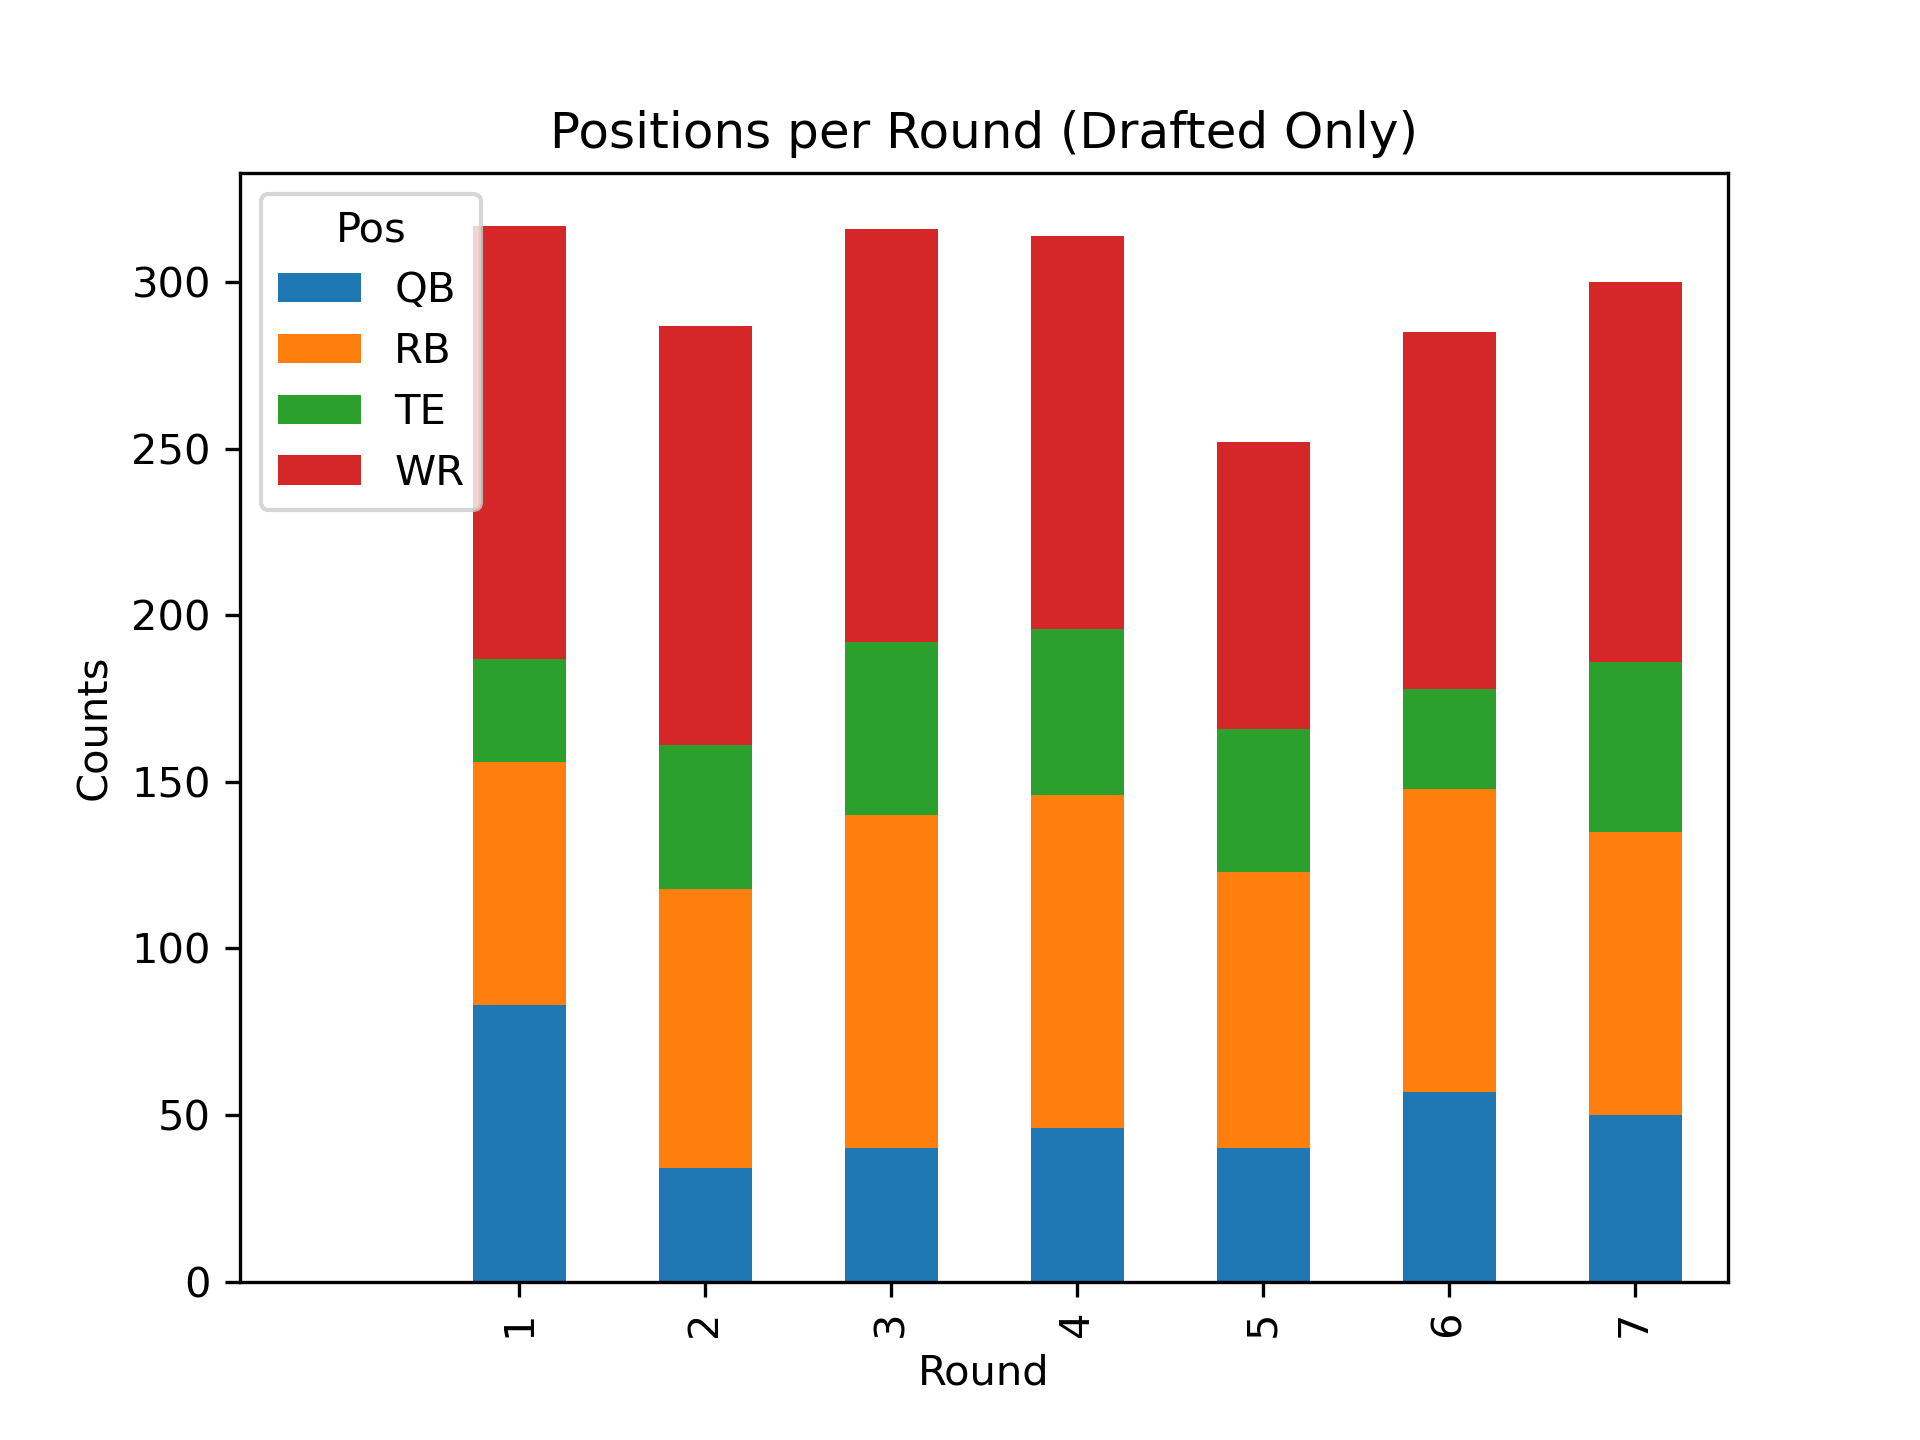 Positions per Round (Drafted Only)
Pos
QB
RB
TE
WR
Counts
300
250
200
150
100
50
0
1 2 3 4 5 6 7
Round